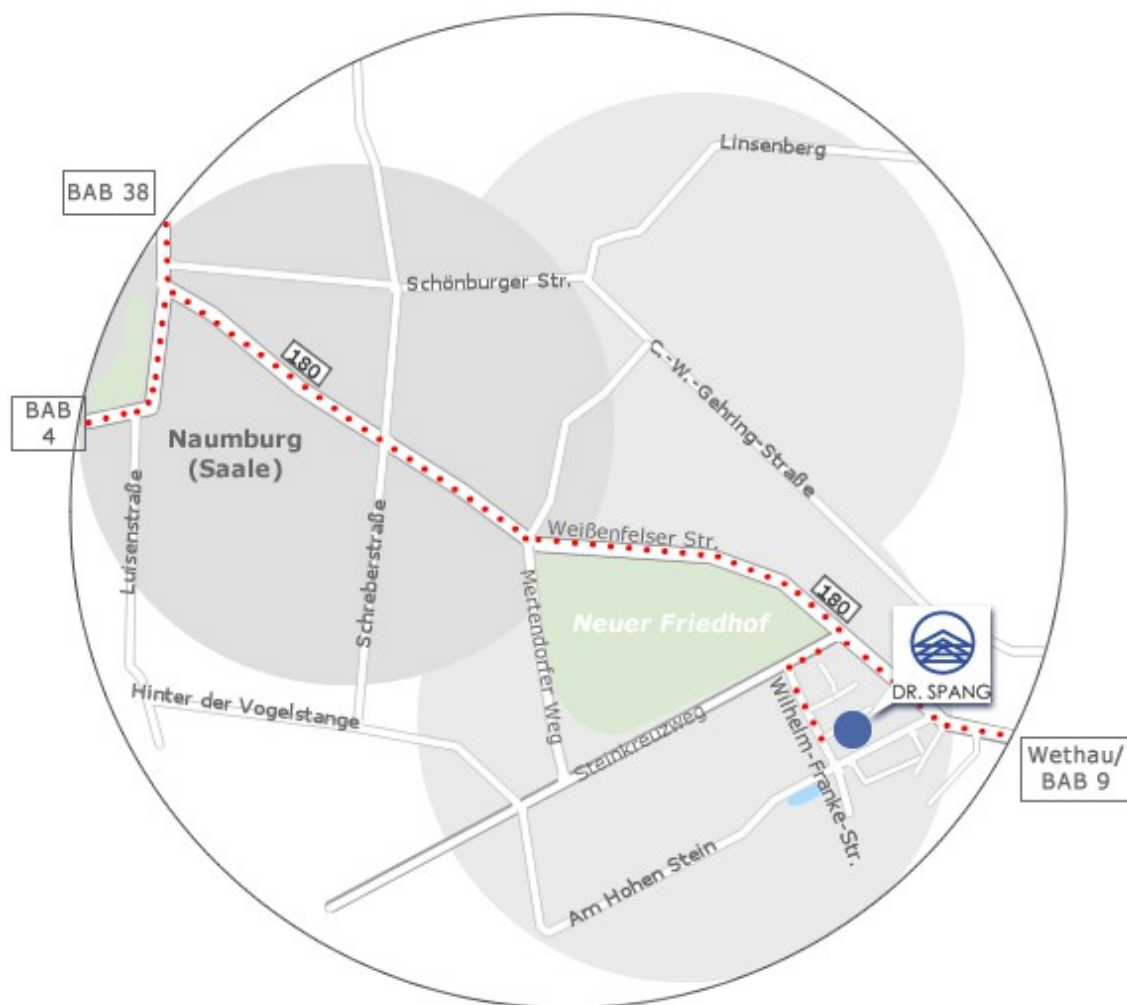 Linsenberg
BAB 38
Schönburger Str.
180
C.-W.-Gehring-Straße
BAB
4
Naumburg
(Saale)
Luisenstraße
Schreberstraße
Weißenfelser Str.
Mertendorfer Weg
Neuer Friedhof
180
DR. SPANG
Hinter der Vogelstange
Steinkreuzweg
Wilhelm-Franke-Str.
Wethau/
BAB 9
Am Hohen Stein